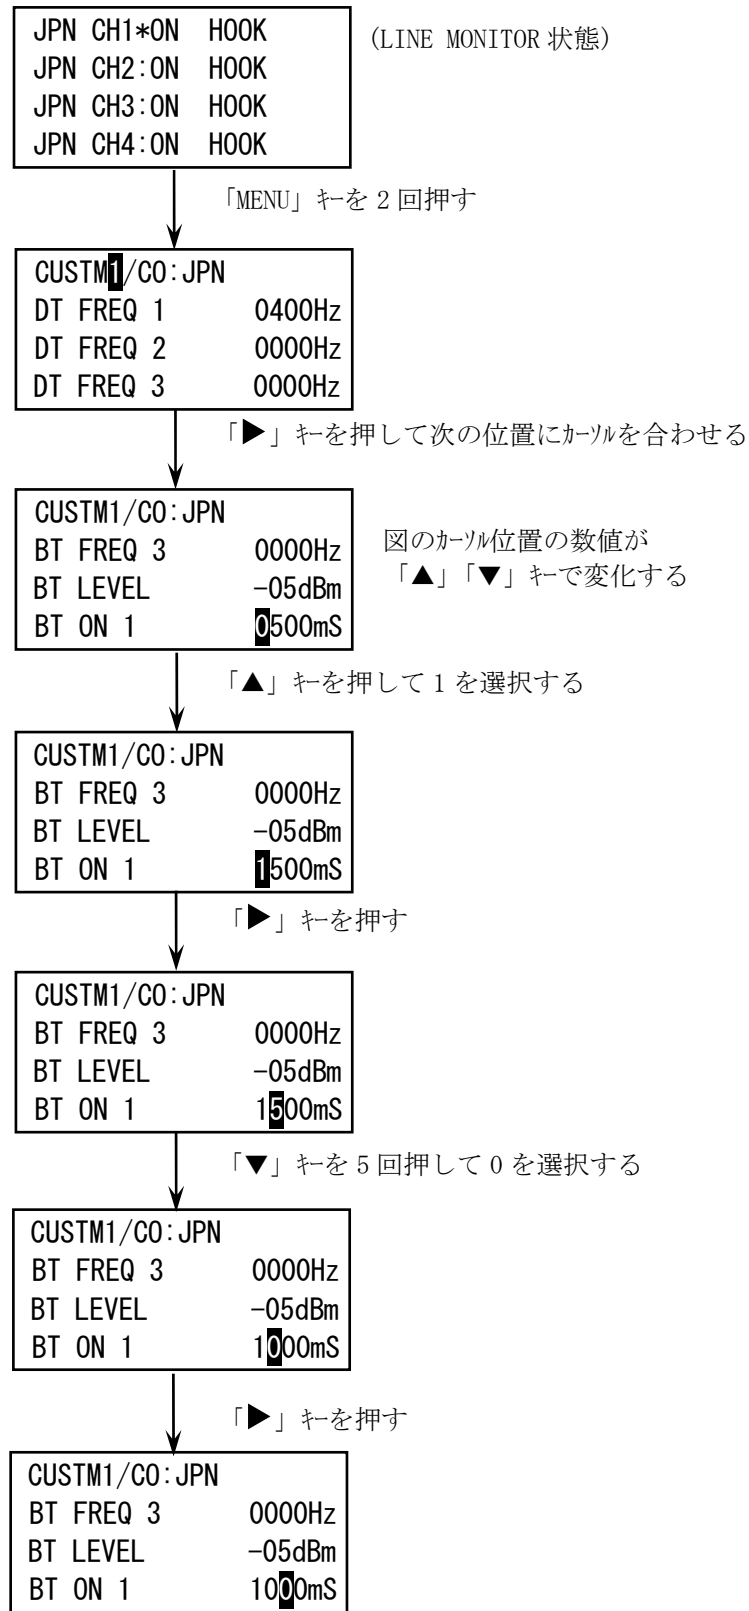 JPN CH1*ON HOOK
(LINE MONITOR 状態)
JPN CH2:ON HOOK
JPN CH3:ON HOOK
JPN CH4:ON HOOK
「MENU」ｷｰを 2 回押す
CUSTM1/CO:JPN
DT FREQ 1 0400Hz
DT FREQ 2 0000Hz
DT FREQ 3 0000Hz
「▶」ｷｰを押して次の位置にｶｰｿﾙを合わせる
CUSTM1/CO:JPN
BT FREQ 3 0000Hz
BT LEVEL -05dBm
BT ON 1 0500mS
図のｶｰｿﾙ位置の数値が
「▲」「▼」ｷｰで変化する
「▲」ｷｰを押して 1 を選択する
CUSTM1/CO:JPN
BT FREQ 3 0000Hz
BT LEVEL -05dBm
BT ON 1 1500mS
「▶」ｷｰを押す
CUSTM1/CO:JPN
BT FREQ 3 0000Hz
BT LEVEL -05dBm
BT ON 1 1500mS
「▼」ｷｰを 5 回押して 0 を選択する
CUSTM1/CO:JPN
BT FREQ 3 0000Hz
BT LEVEL -05dBm
BT ON 1 1000mS
「▶」ｷｰを押す
CUSTM1/CO:JPN
BT FREQ 3 0000Hz
BT LEVEL -05dBm
BT ON 1 1000mS